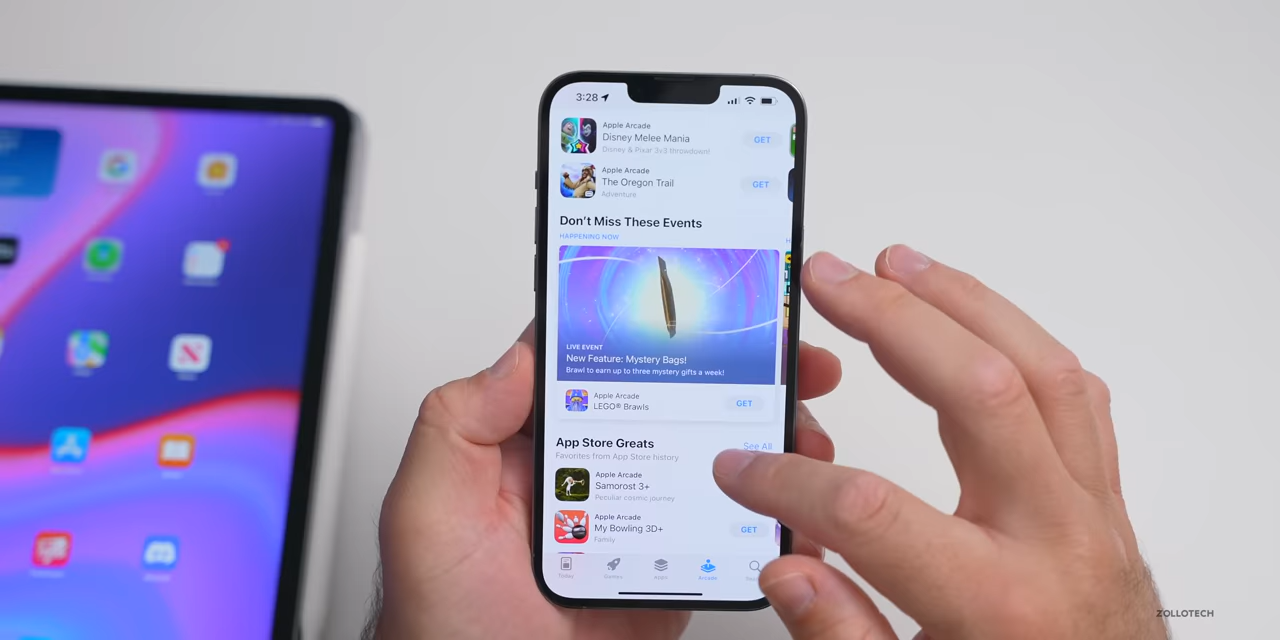 3:28
Apple Arcade
Disney Melee Mania
Disney & Pixar 3v3 throwdown!
GET
Apple Arcade
The Oregon Trail
Adventure
GET
Don't Miss These Events
HAPPENING NOW
LIVE EVENT
New Feature: Mystery Bags!
Brawl to earn up to three mystery gifts a week!
Apple Arcade
LEGO® Brawls
GET
App Store Greats
See All
Favorites from App Store history
Apple Arcade
Samorost 3+
Peculiar cosmic journey
Apple Arcade
My Bowling 3D+
Family
GET
Today
Games
Apps
Arcade
ZOLLOTECH